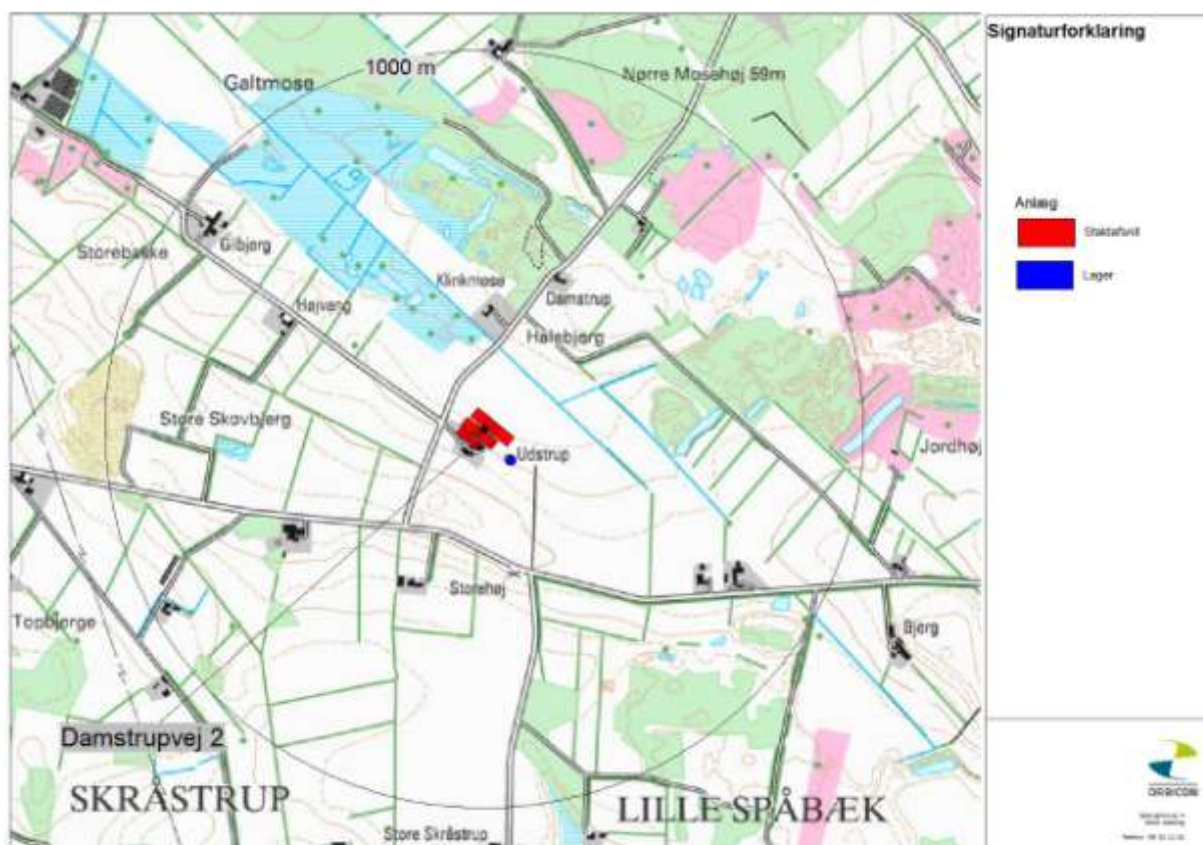 Signaturforklaring
1000 m
Galtmose
Nørre Mosehøj 59m
Anlæg
Lager
Gibjerg
Klinkmose
Damstrup
Højvang
Halebjerg
Store Skovbjerg
Udstrup
Jordhøj
Storehøj
Topbjerge
Bjerg
Damstrupvej 2
SKRÅSTRUP
LILLE SPÅBÆK
Store Skråstrup
ORBICON